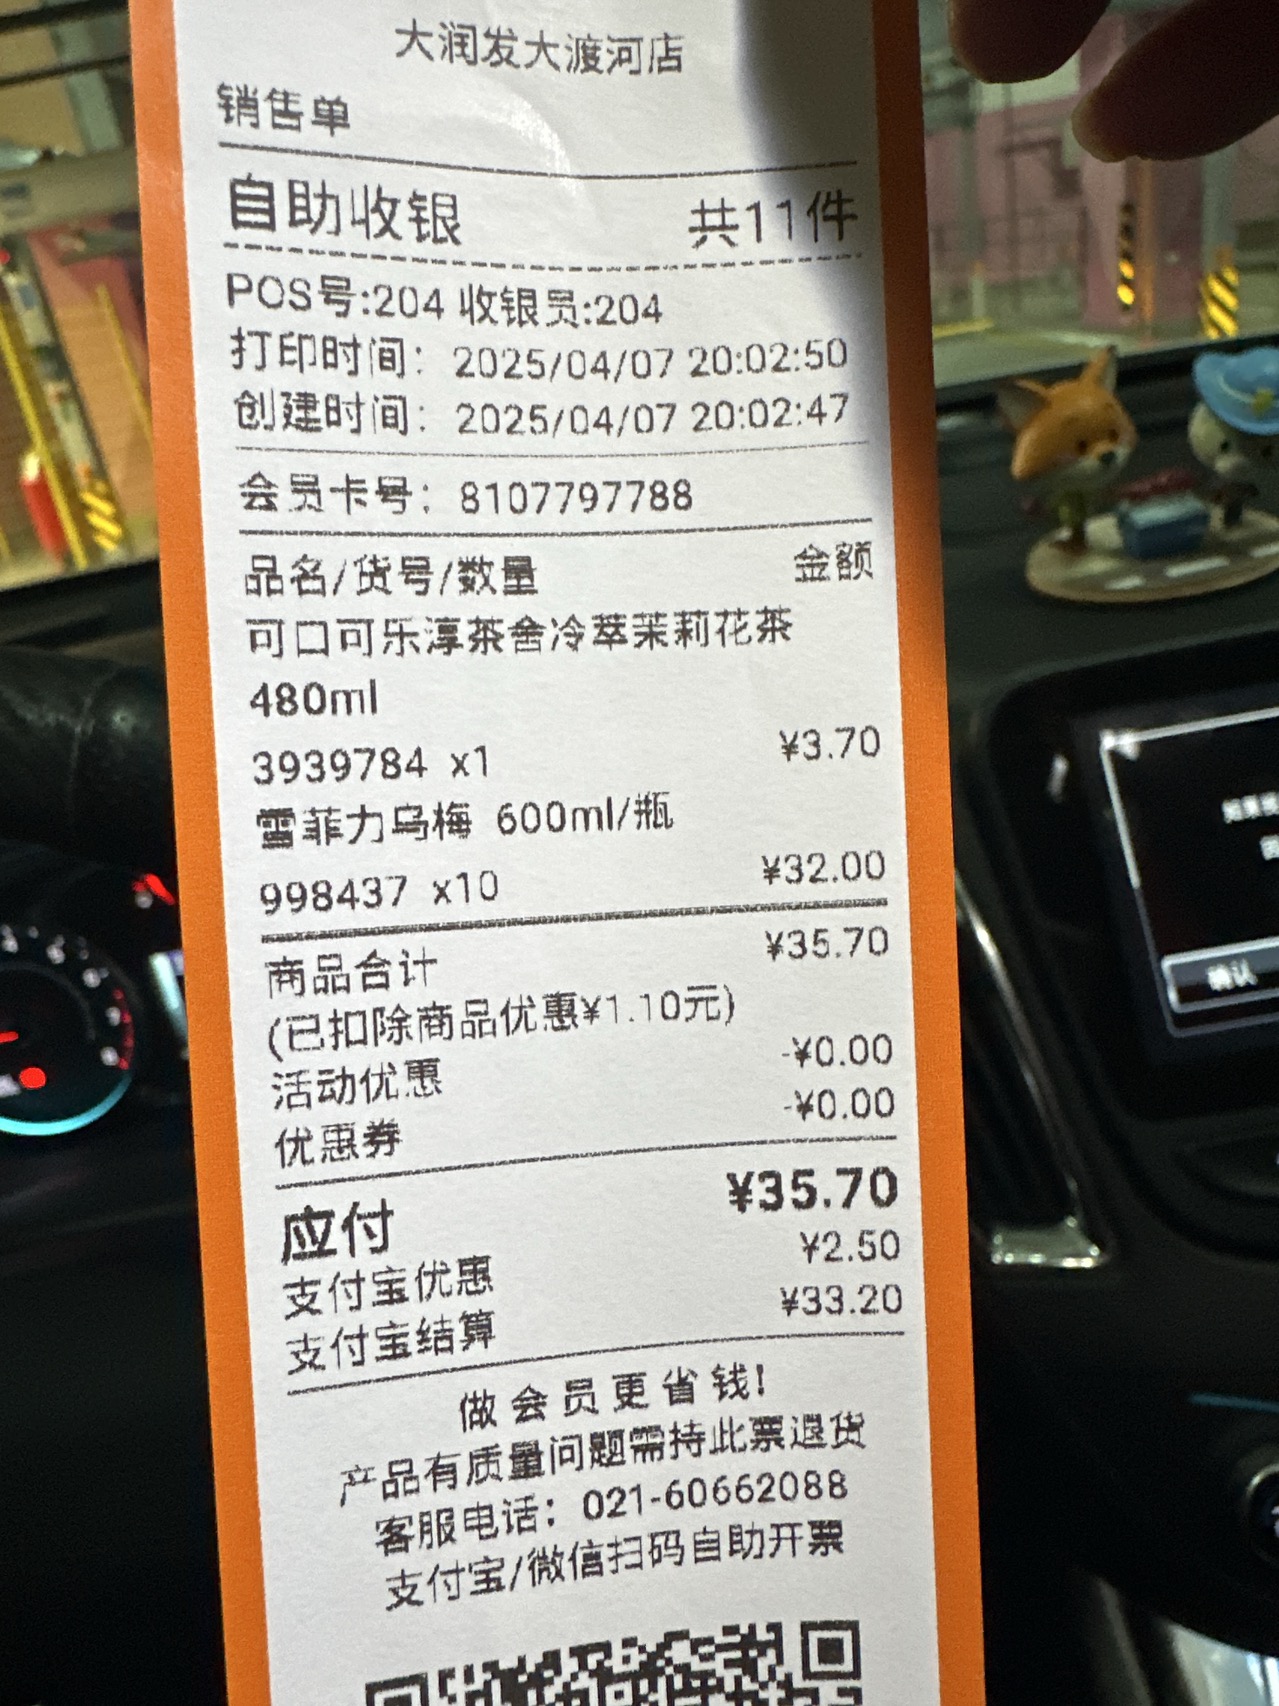 大润发大渡河店
销售单
自助收银 共11件
POS号:204 收银员:204
打印时间：2025/04/07 20:02:50
创建时间：2025/04/07 20:02:47
会员卡号：8107797788
品名/货号/数量 金额
可口可乐淳茶舍冷萃茉莉花茶
480ml
3939784 x1 ¥3.70
雪菲力乌梅 600ml/瓶
998437 x10 ¥32.00
商品合计 ¥35.70
(已扣除商品优惠¥1.10元)
活动优惠 -¥0.00
优惠券 -¥0.00
应付 ¥35.70
支付宝优惠 ¥2.50
支付宝结算 ¥33.20
做会员更省钱!
产品有质量问题需持此票退货
客服电话：021-60662088
支付宝/微信扫码自助开票
确认